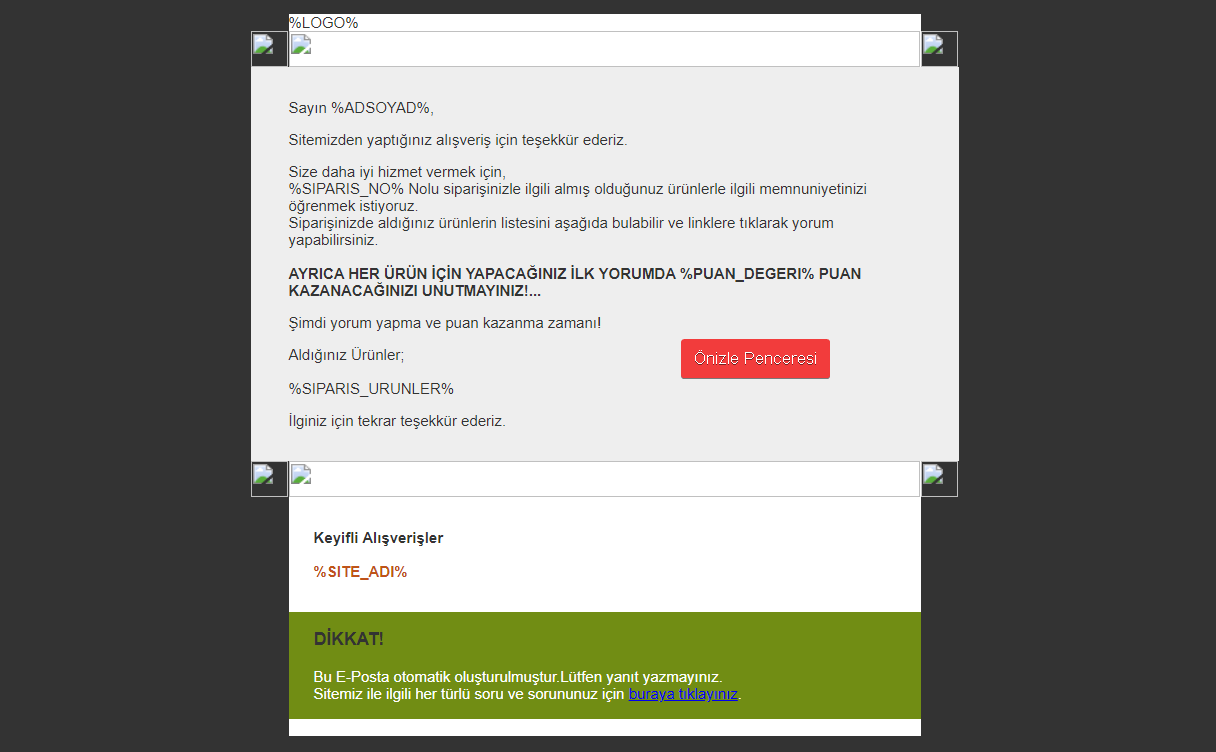 %LOGO%
Sayın %ADSOYAD%,
Sitemizden yaptığınız alışveriş için teşekkür ederiz.
Size daha iyi hizmet vermek için,
%SIPARIS_NO% Nolu siparişinizle ilgili almış olduğunuz ürünlerle ilgili memnuniyetinizi
öğrenmek istiyoruz.
Siparişinizde aldığınız ürünlerin listesini aşağıda bulabilir ve linklere tıklarak yorum
yapabilirsiniz.
AYRICA HER ÜRÜN İÇİN YAPACAĞINIZ İLK YORUMDA %PUAN_DEGERI% PUAN
KAZANACAĞINIZI UNUTMAYINIZ!...
Şimdi yorum yapma ve puan kazanma zamanı!
Aldığınız Ürünler;
Önizle Penceresi
%SIPARIS_URUNLER%
İlginiz için tekrar teşekkür ederiz.
Keyifli Alışverişler
%SITE_ADI%
DİKKAT!
Bu E-Posta otomatik oluşturulmuştur.Lütfen yanıt yazmayınız.
Sitemiz ile ilgili her türlü soru ve sorununuz için buraya tıklayınız.